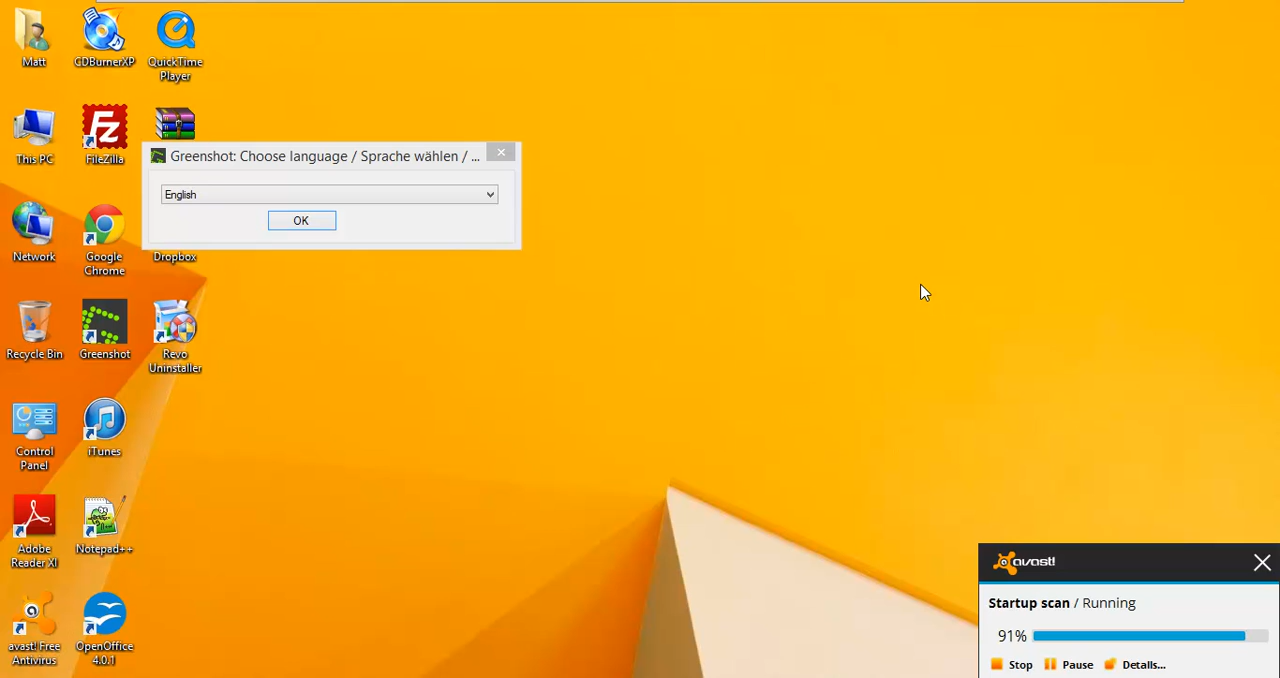 Matt
CDBurnerXP
QuickTime
Player
This PC
FileZilla
Greenshot: Choose language / Sprache wählen / ...
English
OK
Network
Google
Chrome
Dropbox
Recycle Bin
Greenshot
Revo
Uninstaller
Control
Panel
iTunes
Adobe
Reader XI
Notepad++
avast! Free
Antivirus
OpenOffice
4.0.1
avast!
Startup scan / Running
91%
Stop
Pause
Details...